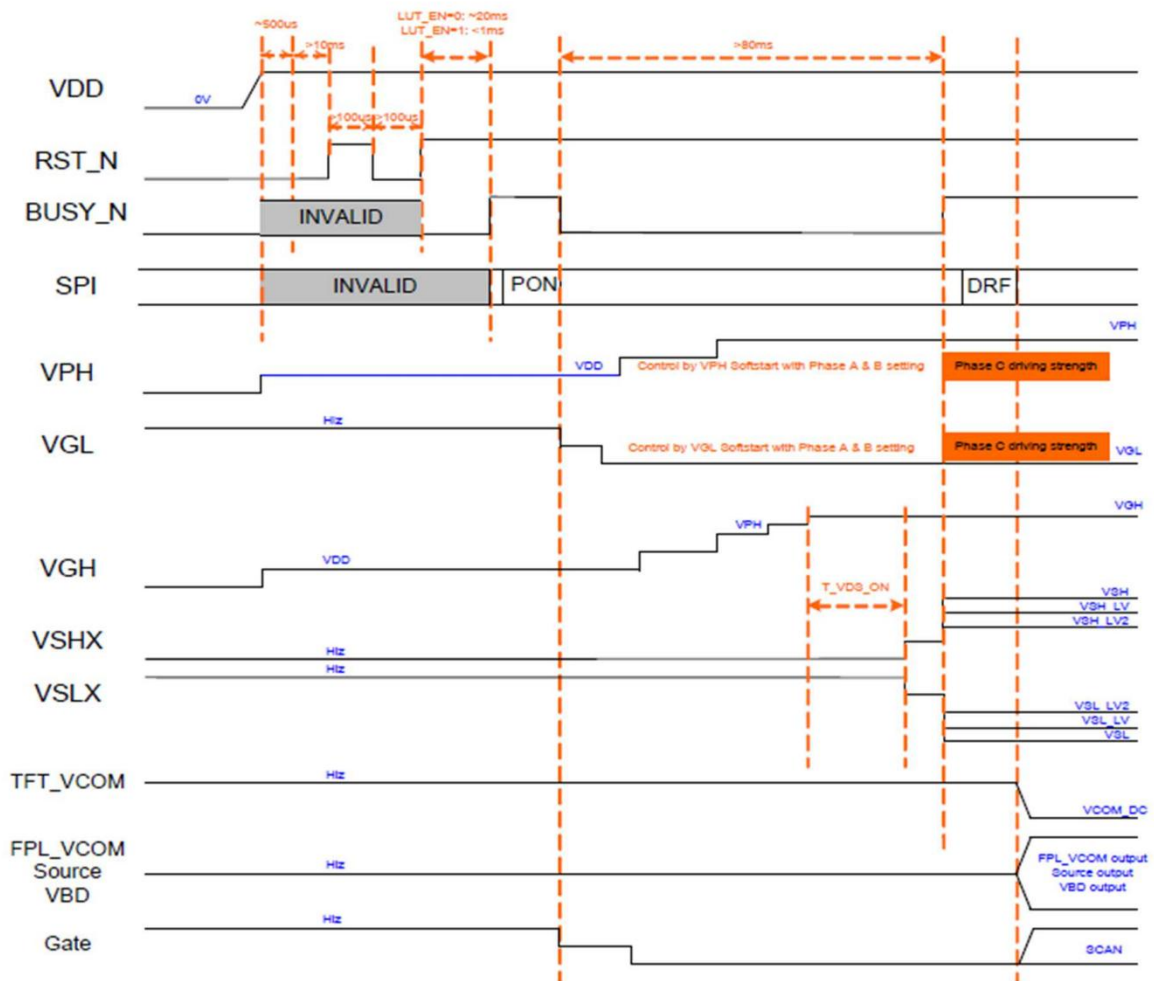 LUT_EN=0: ~20ms
LUT_EN=1: <1ms
~500us
>10ms
>80ms
VDD
0V
>100us
>100us
RST_N
BUSY_N
INVALID
SPI
INVALID
PON
DRF
VPH
VPH
VDD
Control by VPH Softstart with Phase A & B setting
Phase C driving strength
HIz
VGL
Control by VGL Softstart with Phase A & B setting
Phase C driving strength
VGL
VGH
VPH
VGH
VDD
T_VDS_ON
VSH
VSH_LV
VSH_LV2
VSHX
HIz
HIz
VSLX
VSL_LV2
VSL_LV
VSL
TFT_VCOM
HIz
VCOM_DC
FPL_VCOM
Source
VBD
HIz
FPL_VCOM output
Source output
VBD output
HIz
Gate
SCAN